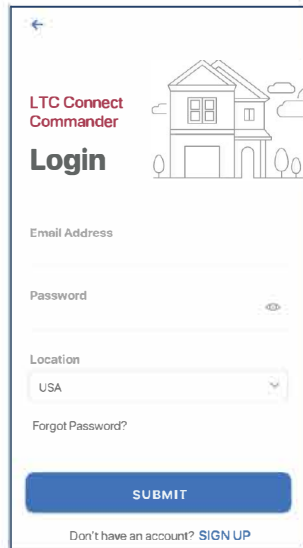 LTC Connect
Commander
Login
Email Address
Password
Location
USA
Forgot Password?
SUBMIT
Don't have an account? SIGN UP